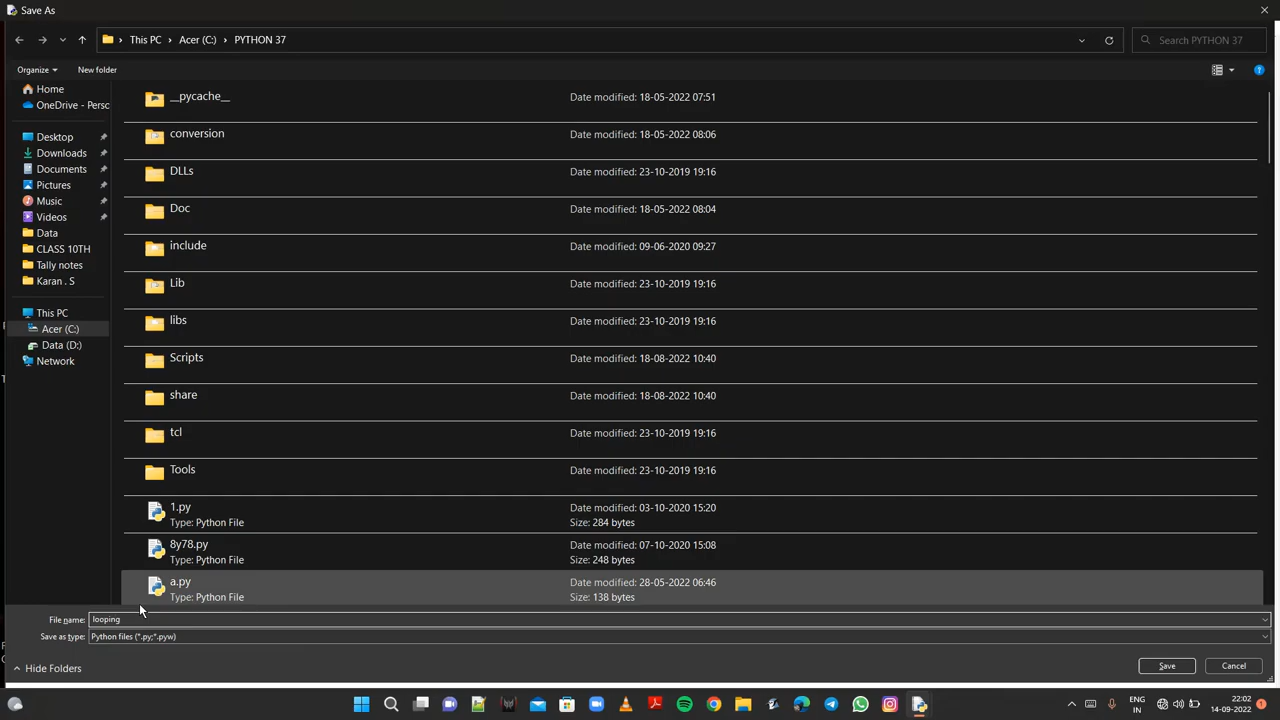 Save As
This PC
Acer (C:)
PYTHON 37
Search PYTHON 37
Organize
New folder
Home
OneDrive - Persc
Desktop
Downloads
Documents
Pictures
Music
Videos
Data
CLASS 10TH
Tally notes
Karan . S
This PC
Acer (C:)
Data (D:)
Network
__pycache__ Date modified: 18-05-2022 07:51
conversion Date modified: 18-05-2022 08:06
DLLs Date modified: 23-10-2019 19:16
Doc Date modified: 18-05-2022 08:04
include Date modified: 09-06-2020 09:27
Lib Date modified: 23-10-2019 19:16
libs Date modified: 23-10-2019 19:16
Scripts Date modified: 18-08-2022 10:40
share Date modified: 18-08-2022 10:40
tcl Date modified: 23-10-2019 19:16
Tools Date modified: 23-10-2019 19:16
1.py Date modified: 03-10-2020 15:20
Type: Python File Size: 284 bytes
8y78.py Date modified: 07-10-2020 15:08
Type: Python File Size: 248 bytes
a.py Date modified: 28-05-2022 06:46
Type: Python File Size: 138 bytes
File name: looping
Save as type: Python files (*.py;*.pyw)
Hide Folders
Save
Cancel
ENG
IN
22:02
14-09-2022